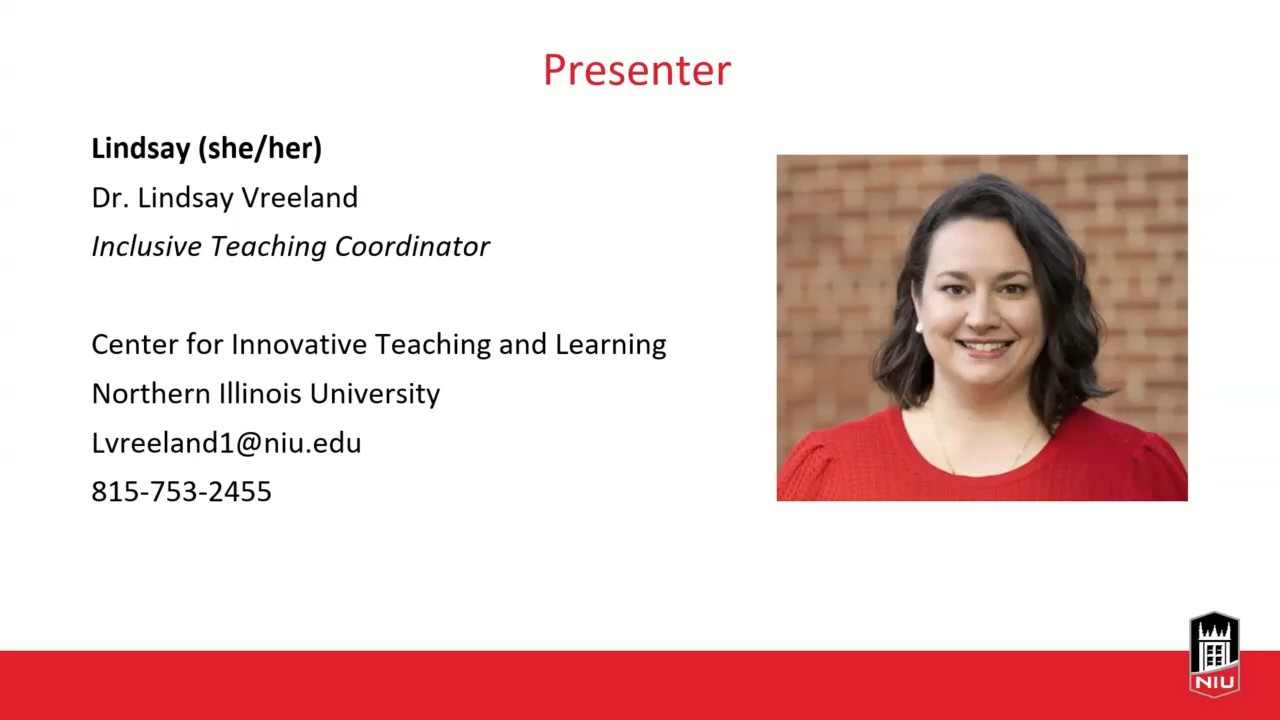 Presenter
Lindsay (she/her)
Dr. Lindsay Vreeland
Inclusive Teaching Coordinator
Center for Innovative Teaching and Learning
Northern Illinois University
Lvreeland1@niu.edu
815-753-2455
NIU